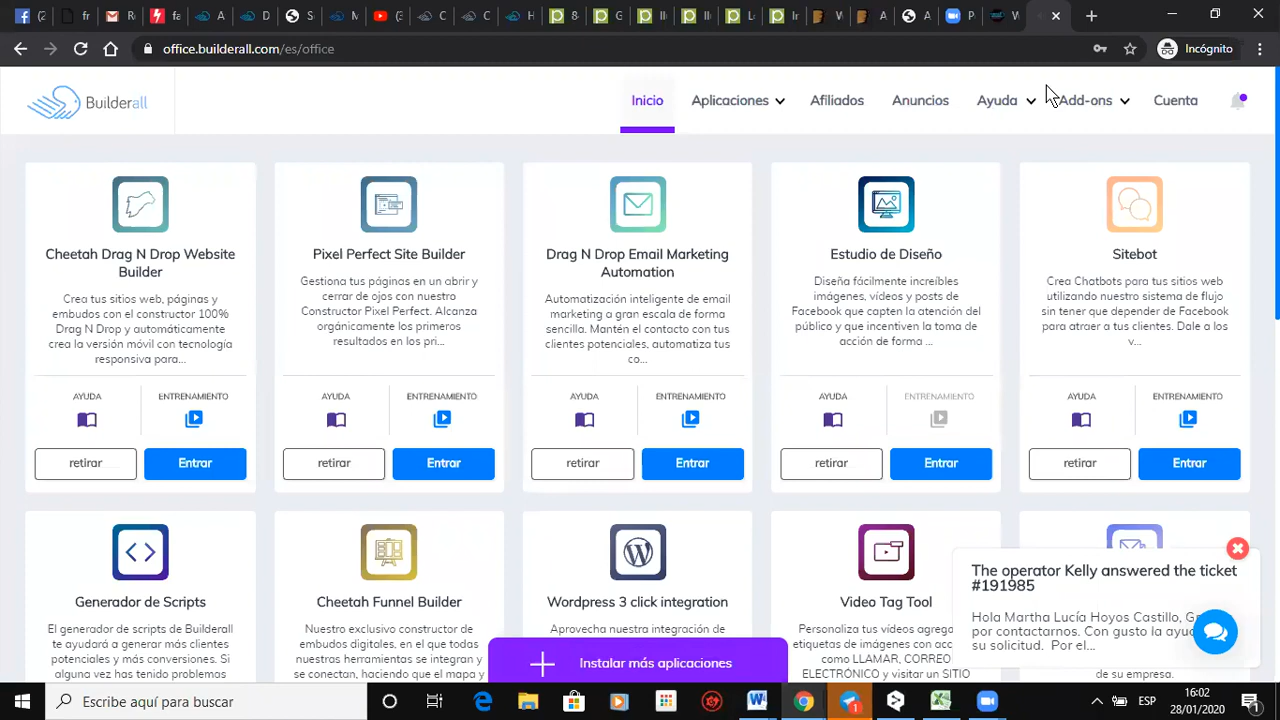 office.builderall.com/es/office
Incógnito
Builderall
Inicio
Aplicaciones
Afiliados
Anuncios
Ayuda
Add-ons
Cuenta
Cheetah Drag N Drop Website
Builder
Crea tus sitios web, páginas y
embudos con el constructor 100%
Drag N Drop y automáticamente
crea la versión móvil con tecnología
responsiva para...
AYUDA
ENTRENAMIENTO
retirar
Entrar
Pixel Perfect Site Builder
Gestiona tus páginas en un abrir y
cerrar de ojos con nuestro
Constructor Pixel Perfect. Alcanza
orgánicamente los primeros
resultados en los pri...
AYUDA
ENTRENAMIENTO
retirar
Entrar
Drag N Drop Email Marketing
Automation
Automatización inteligente de email
marketing a gran escala de forma
sencilla. Mantén el contacto con tus
clientes potenciales, automatiza tus
co...
AYUDA
ENTRENAMIENTO
retirar
Entrar
Estudio de Diseño
Diseña fácilmente increíbles
imágenes, vídeos y posts de
Facebook que capten la atención del
público y que incentiven la toma de
acción de forma ...
AYUDA
ENTRENAMIENTO
retirar
Entrar
Sitebot
Crea Chatbots para tus sitios web
utilizando nuestro sistema de flujo
sin tener que depender de Facebook
para atraer a tus clientes. Dale a los
v...
AYUDA
ENTRENAMIENTO
retirar
Entrar
Generador de Scripts
El generador de scripts de Builderall
te ayudará a generar más clientes
potenciales y más conversiones. Si
alguna vez has tenido problemas
Cheetah Funnel Builder
Nuestro exclusivo constructor de
embudos digitales, en el que todas
nuestras herramientas se integran y
se conectan, haciendo que el mapa y
Wordpress 3 click integration
Aprovecha nuestra integración de
Video Tag Tool
Personaliza tus vídeos agrega
etiquetas de imágenes con acc
como LLAMAR, CORREO
ELECTRÓNICO y visitar un SITIO
de su empresa.
Instalar más aplicaciones
The operator Kelly answered the ticket
#191985
Hola Martha Lucía Hoyos Castillo, G
por contactarnos. Con gusto la ayu
su solicitud. Por el...
Escribe aquí para buscar
1
ESP
16:02
28/01/2020
1